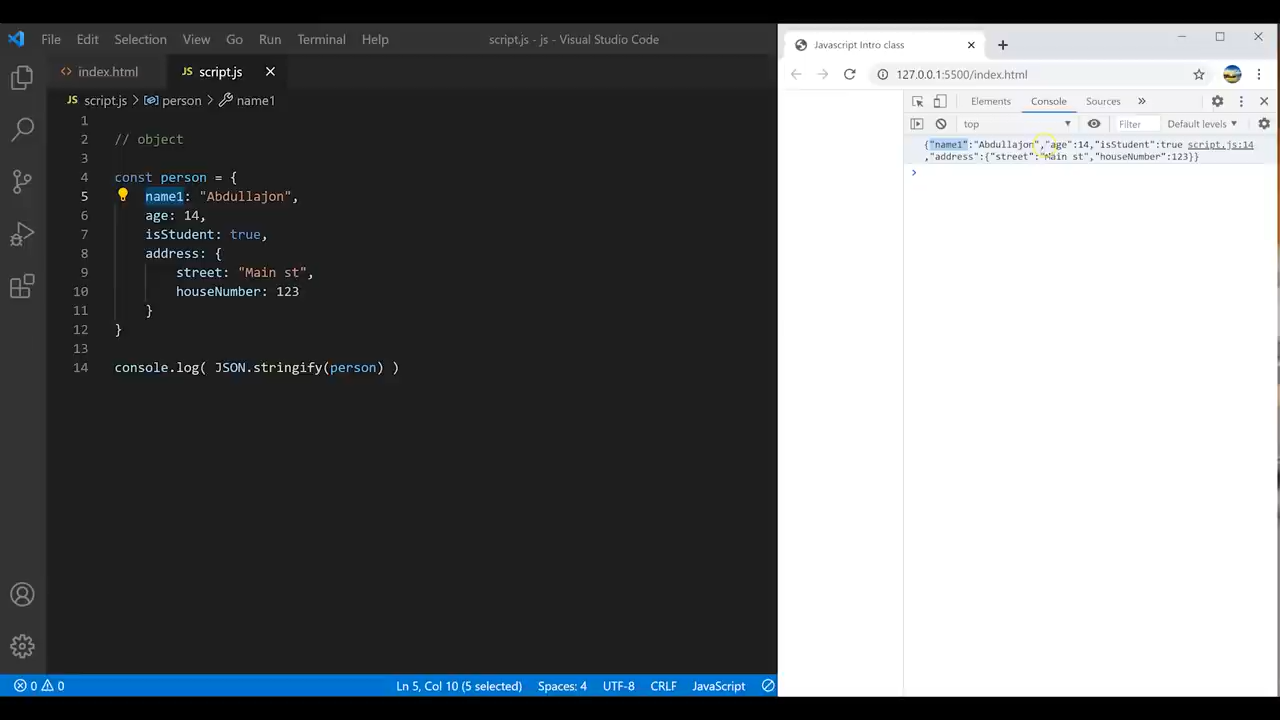 File Edit Selection View Go Run Terminal Help script.js - js - Visual Studio Code
index.html JS script.js
JS script.js > person > name1
1
2 // object
3
4 const person = {
5 name1: "Abdullajon",
6 age: 14,
7 isStudent: true,
8 address: {
9 street: "Main st",
10 houseNumber: 123
11 }
12 }
13
14 console.log( JSON.stringify(person) )
0 0 Ln 5, Col 10 (5 selected) Spaces: 4 UTF-8 CRLF JavaScript
Javascript Intro class
127.0.0.1:5500/index.html
Elements Console Sources »
top Filter Default levels
{"name1":"Abdullajon","age":14,"isStudent":true script.js:14
,"address":{"street":"Main st","houseNumber":123}}
>